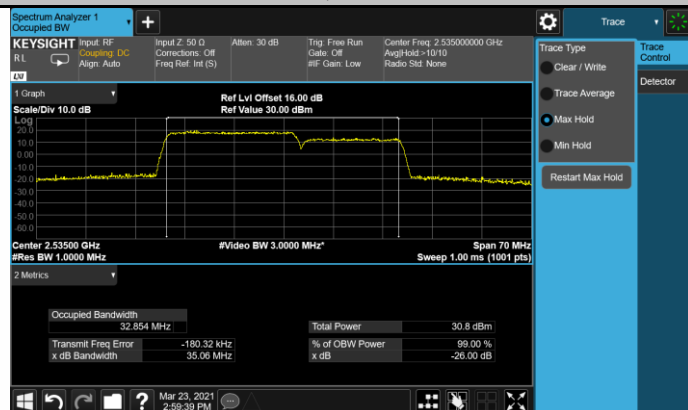 Spectrum Analyzer 1
Occupied BW
+
Trace
KEYSIGHT
RL
LXI
Input: RF
Coupling: DC
Align: Auto
Input Z: 50 Ω
Corrections: Off
Freq Ref: Int (S)
Atten: 30 dB
Trig: Free Run
Gate: Off
#IF Gain: Low
Center Freq: 2.535000000 GHz
Avg|Hold:>10/10
Radio Std: None
1 Graph
Scale/Div 10.0 dB
Ref Lvl Offset 16.00 dB
Ref Value 30.00 dBm
Log
20.0
10.0
0.00
-10.0
-20.0
-30.0
-40.0
-50.0
-60.0
Center 2.53500 GHz
#Res BW 1.0000 MHz
#Video BW 3.0000 MHz*
Span 70 MHz
Sweep 1.00 ms (1001 pts)
2 Metrics
Occupied Bandwidth
32.854 MHz
Total Power 30.8 dBm
Transmit Freq Error -180.32 kHz
x dB Bandwidth 35.06 MHz
% of OBW Power 99.00 %
x dB -26.00 dB
Trace Type
Clear / Write
Trace Average
Max Hold
Min Hold
Restart Max Hold
Trace
Control
Detector
?
Mar 23, 2021
2:59:39 PM